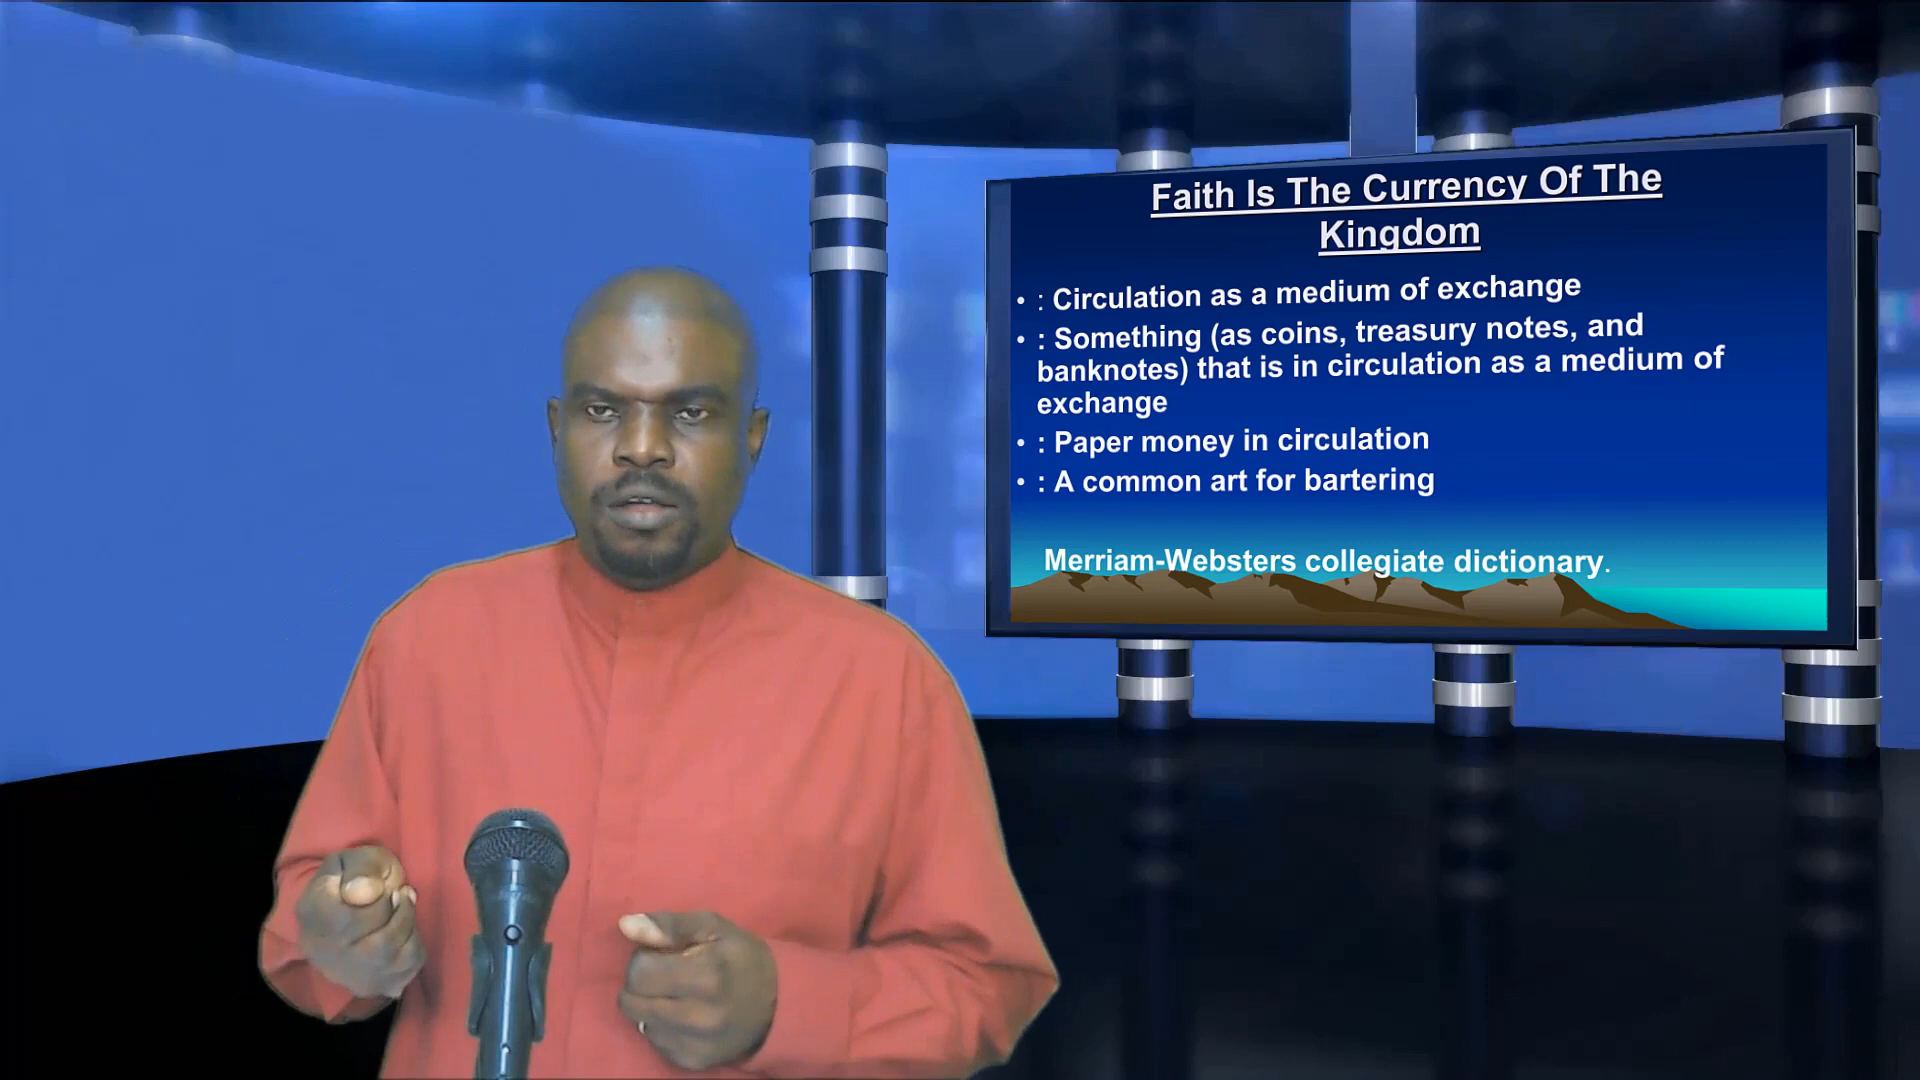 Faith Is The Currency Of The
Kingdom
• : Circulation as a medium of exchange
• : Something (as coins, treasury notes, and
banknotes) that is in circulation as a medium of
exchange
• : Paper money in circulation
• : A common art for bartering
Merriam-Websters collegiate dictionary.